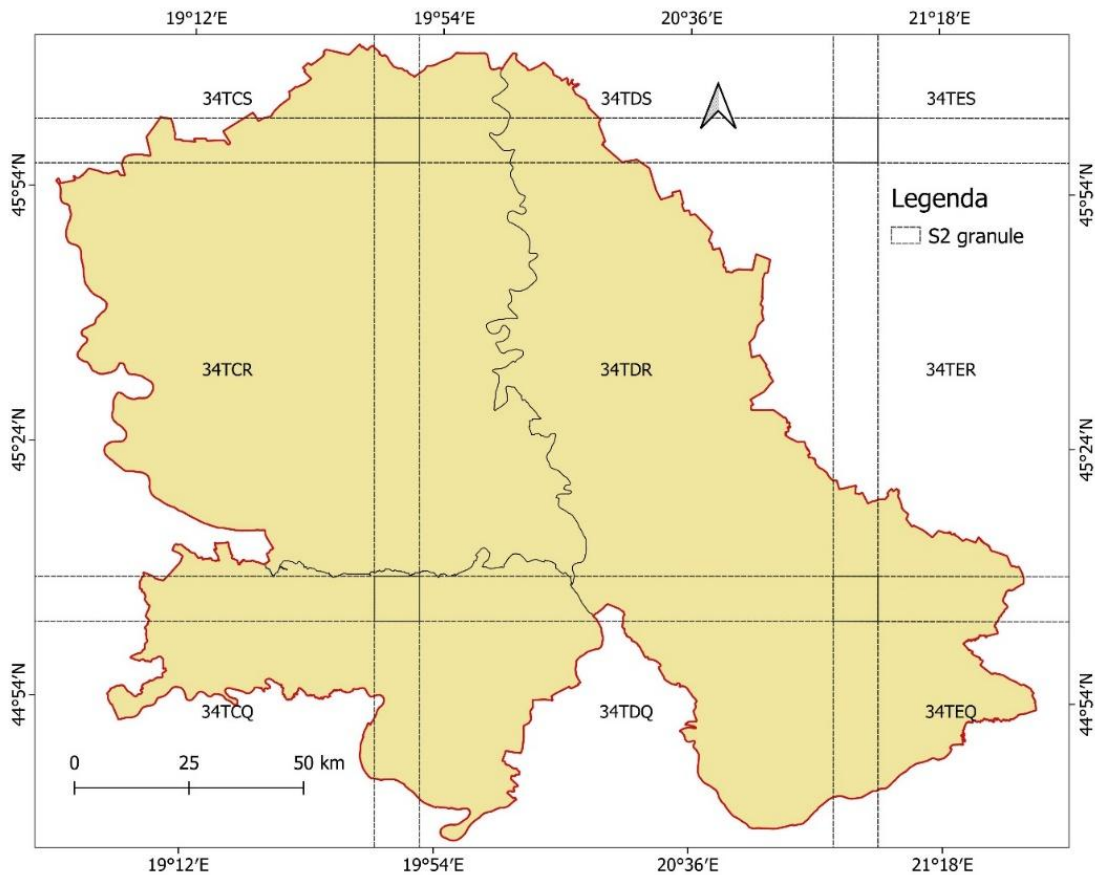 19°12′E 19°54′E 20°36′E 21°18′E
34TCS 34TDS 34TES
45°54′N 45°54′N
Legenda
S2 granule
34TCR 34TDR 34TER
45°24′N 45°24′N
44°54′N 44°54′N
34TCQ 34TDQ 34TEQ
0 25 50 km
19°12′E 19°54′E 20°36′E 21°18′E